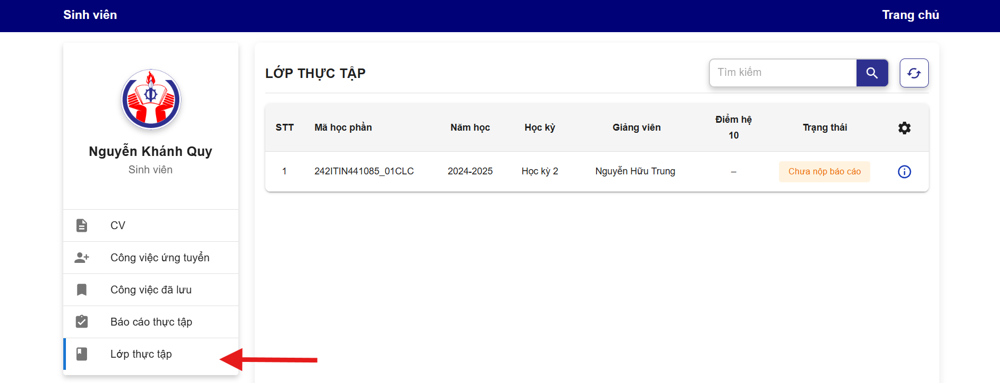 Sinh viên
Trang chủ
Nguyễn Khánh Quy
Sinh viên
CV
Công việc ứng tuyển
Công việc đã lưu
Báo cáo thực tập
Lớp thực tập
LỚP THỰC TẬP
Tìm kiếm
STT Mã học phần Năm học Học kỳ Giảng viên Điểm hệ 10 Trạng thái
1 242ITIN441085_01CLC 2024-2025 Học kỳ 2 Nguyễn Hữu Trung – Chưa nộp báo cáo